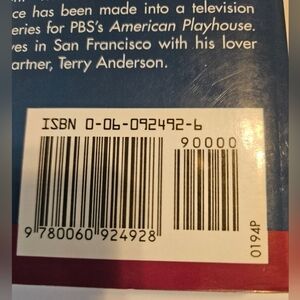 ce has been made into a television
eries for PBS's American Playhouse.
ves in San Francisco with his lover
artner, Terry Anderson.
ISBN 0-06-092492-6
90000
9 780060 924928
0194P